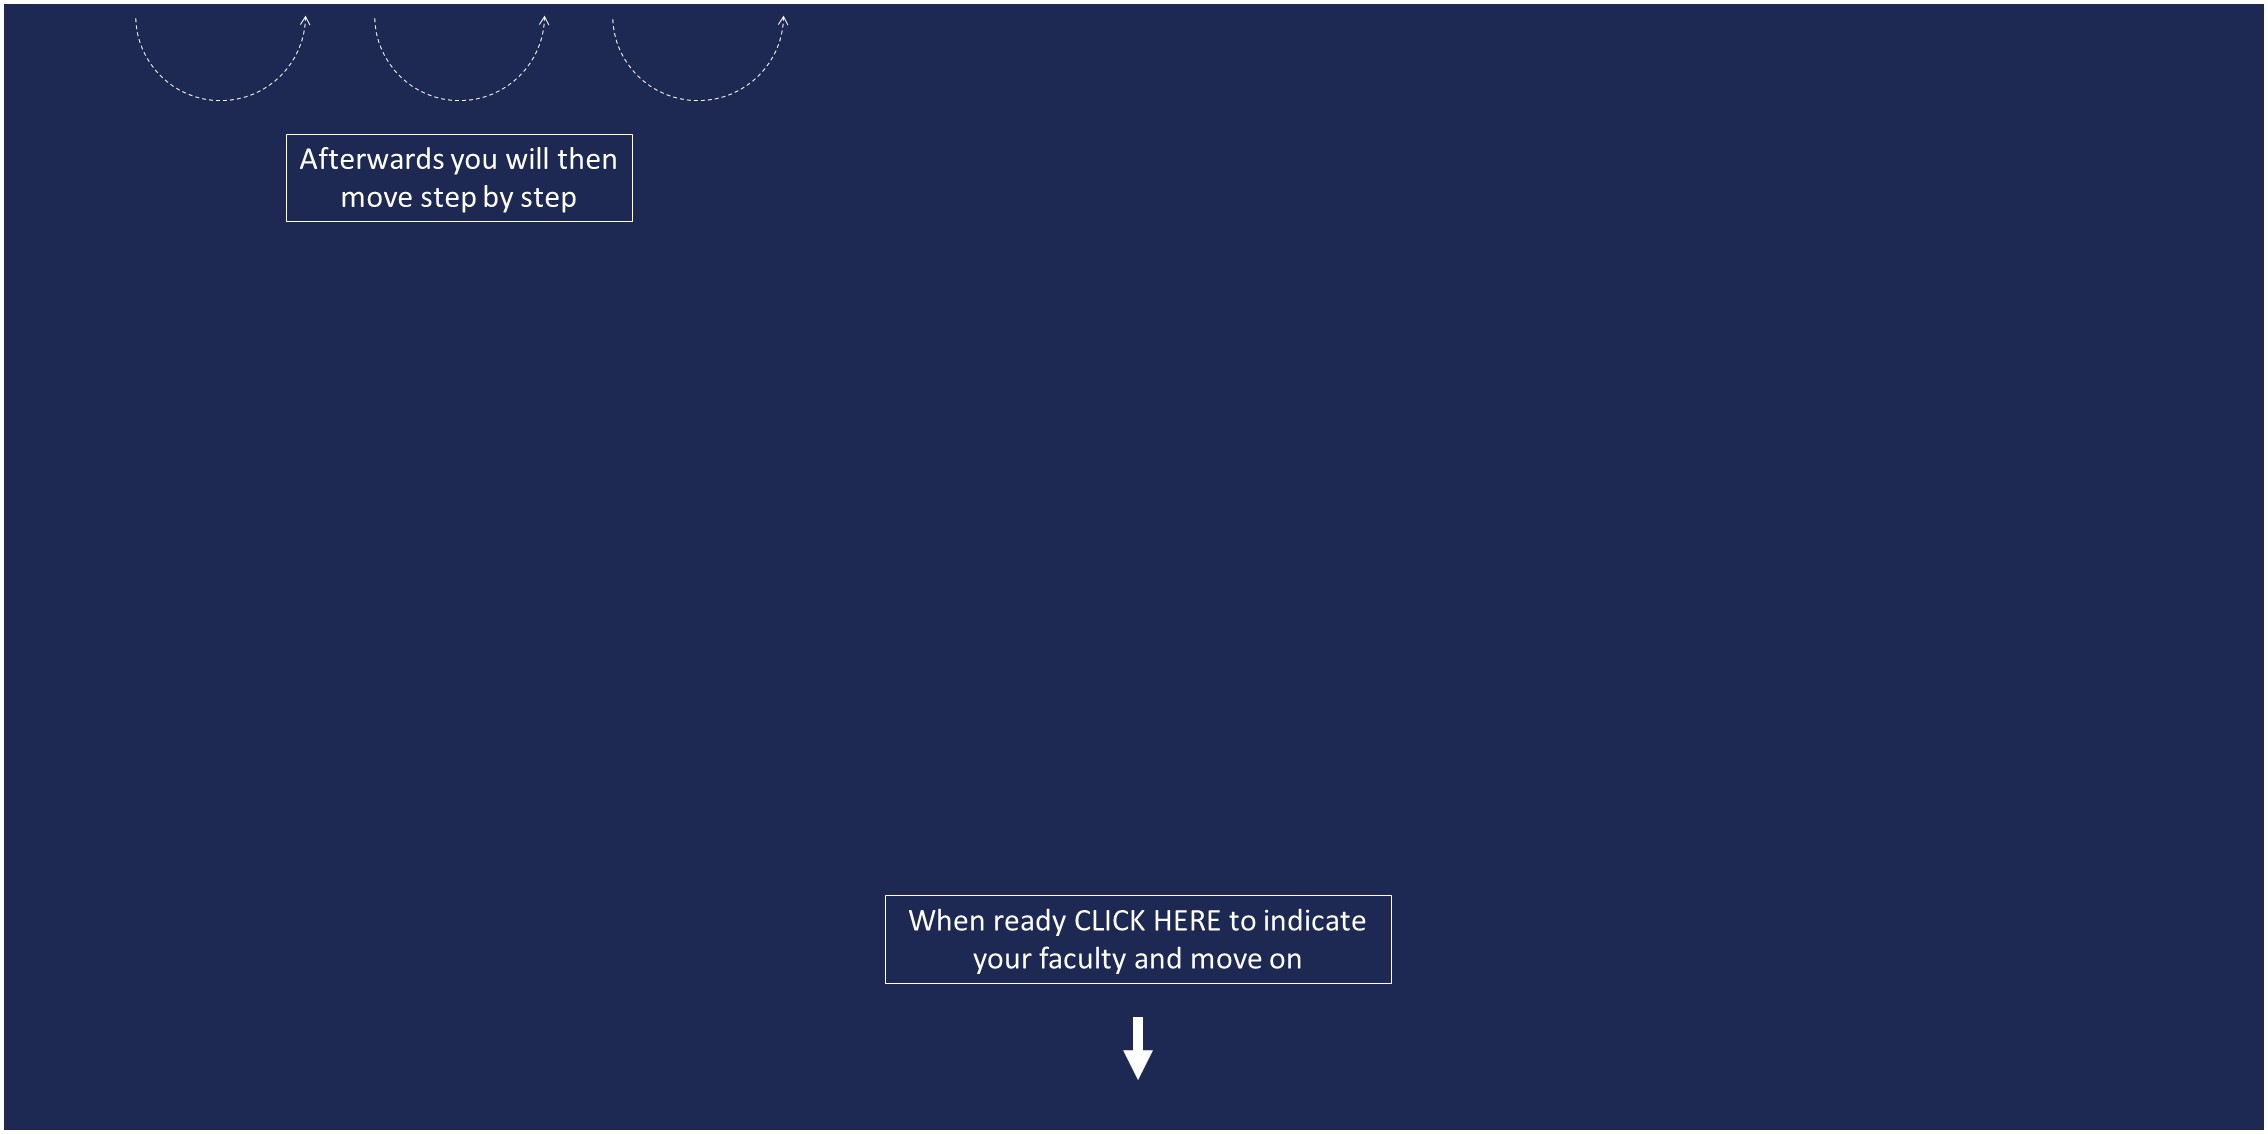 Afterwards you will then
move step by step
When ready CLICK HERE to indicate
your faculty and move on